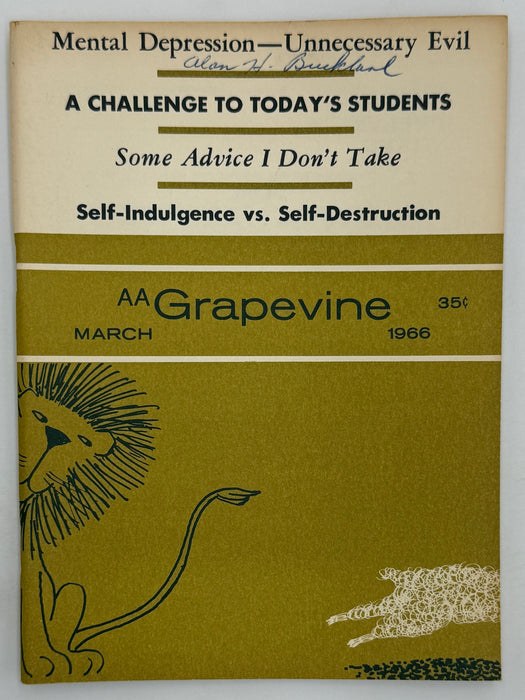 Mental Depression—Unnecessary Evil
Alan H. Buckland
A CHALLENGE TO TODAY'S STUDENTS
Some Advice I Don't Take
Self-Indulgence vs. Self-Destruction
AA Grapevine 35¢
MARCH 1966